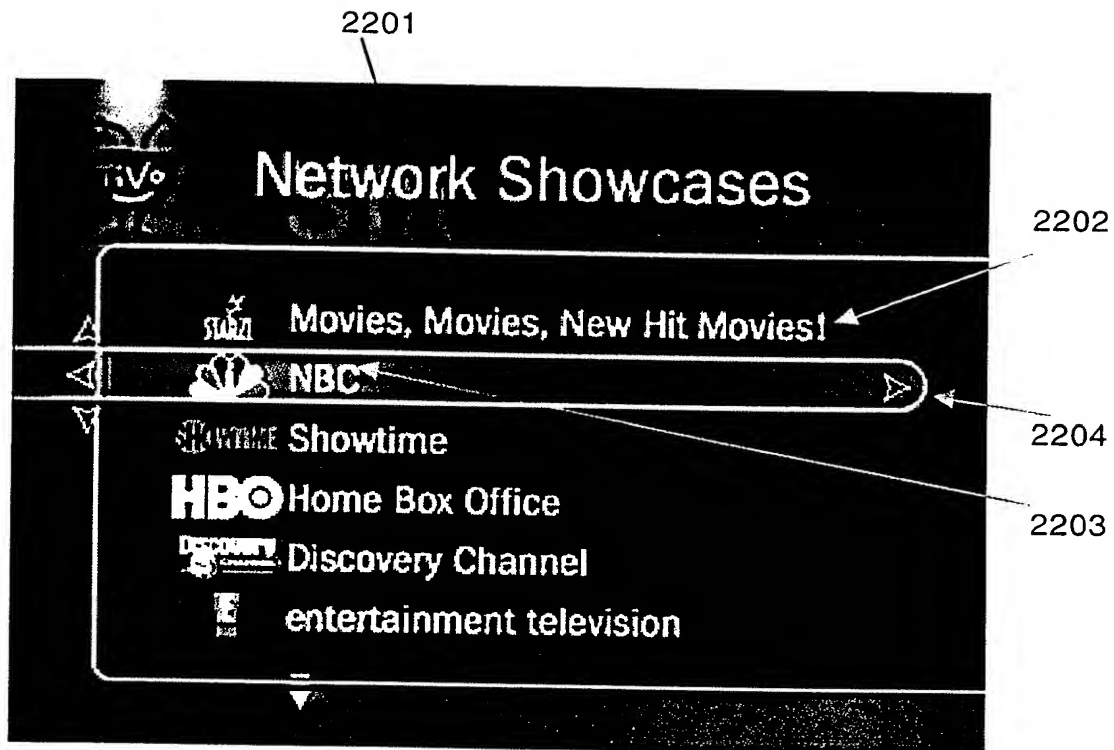 2201
TiVo
Network Showcases
2202
STARZ! Movies, Movies, New Hit Movies!
NBC
2204
SHOWTIME Showtime
HBO Home Box Office
2203
DISCOVERY Discovery Channel
E entertainment television